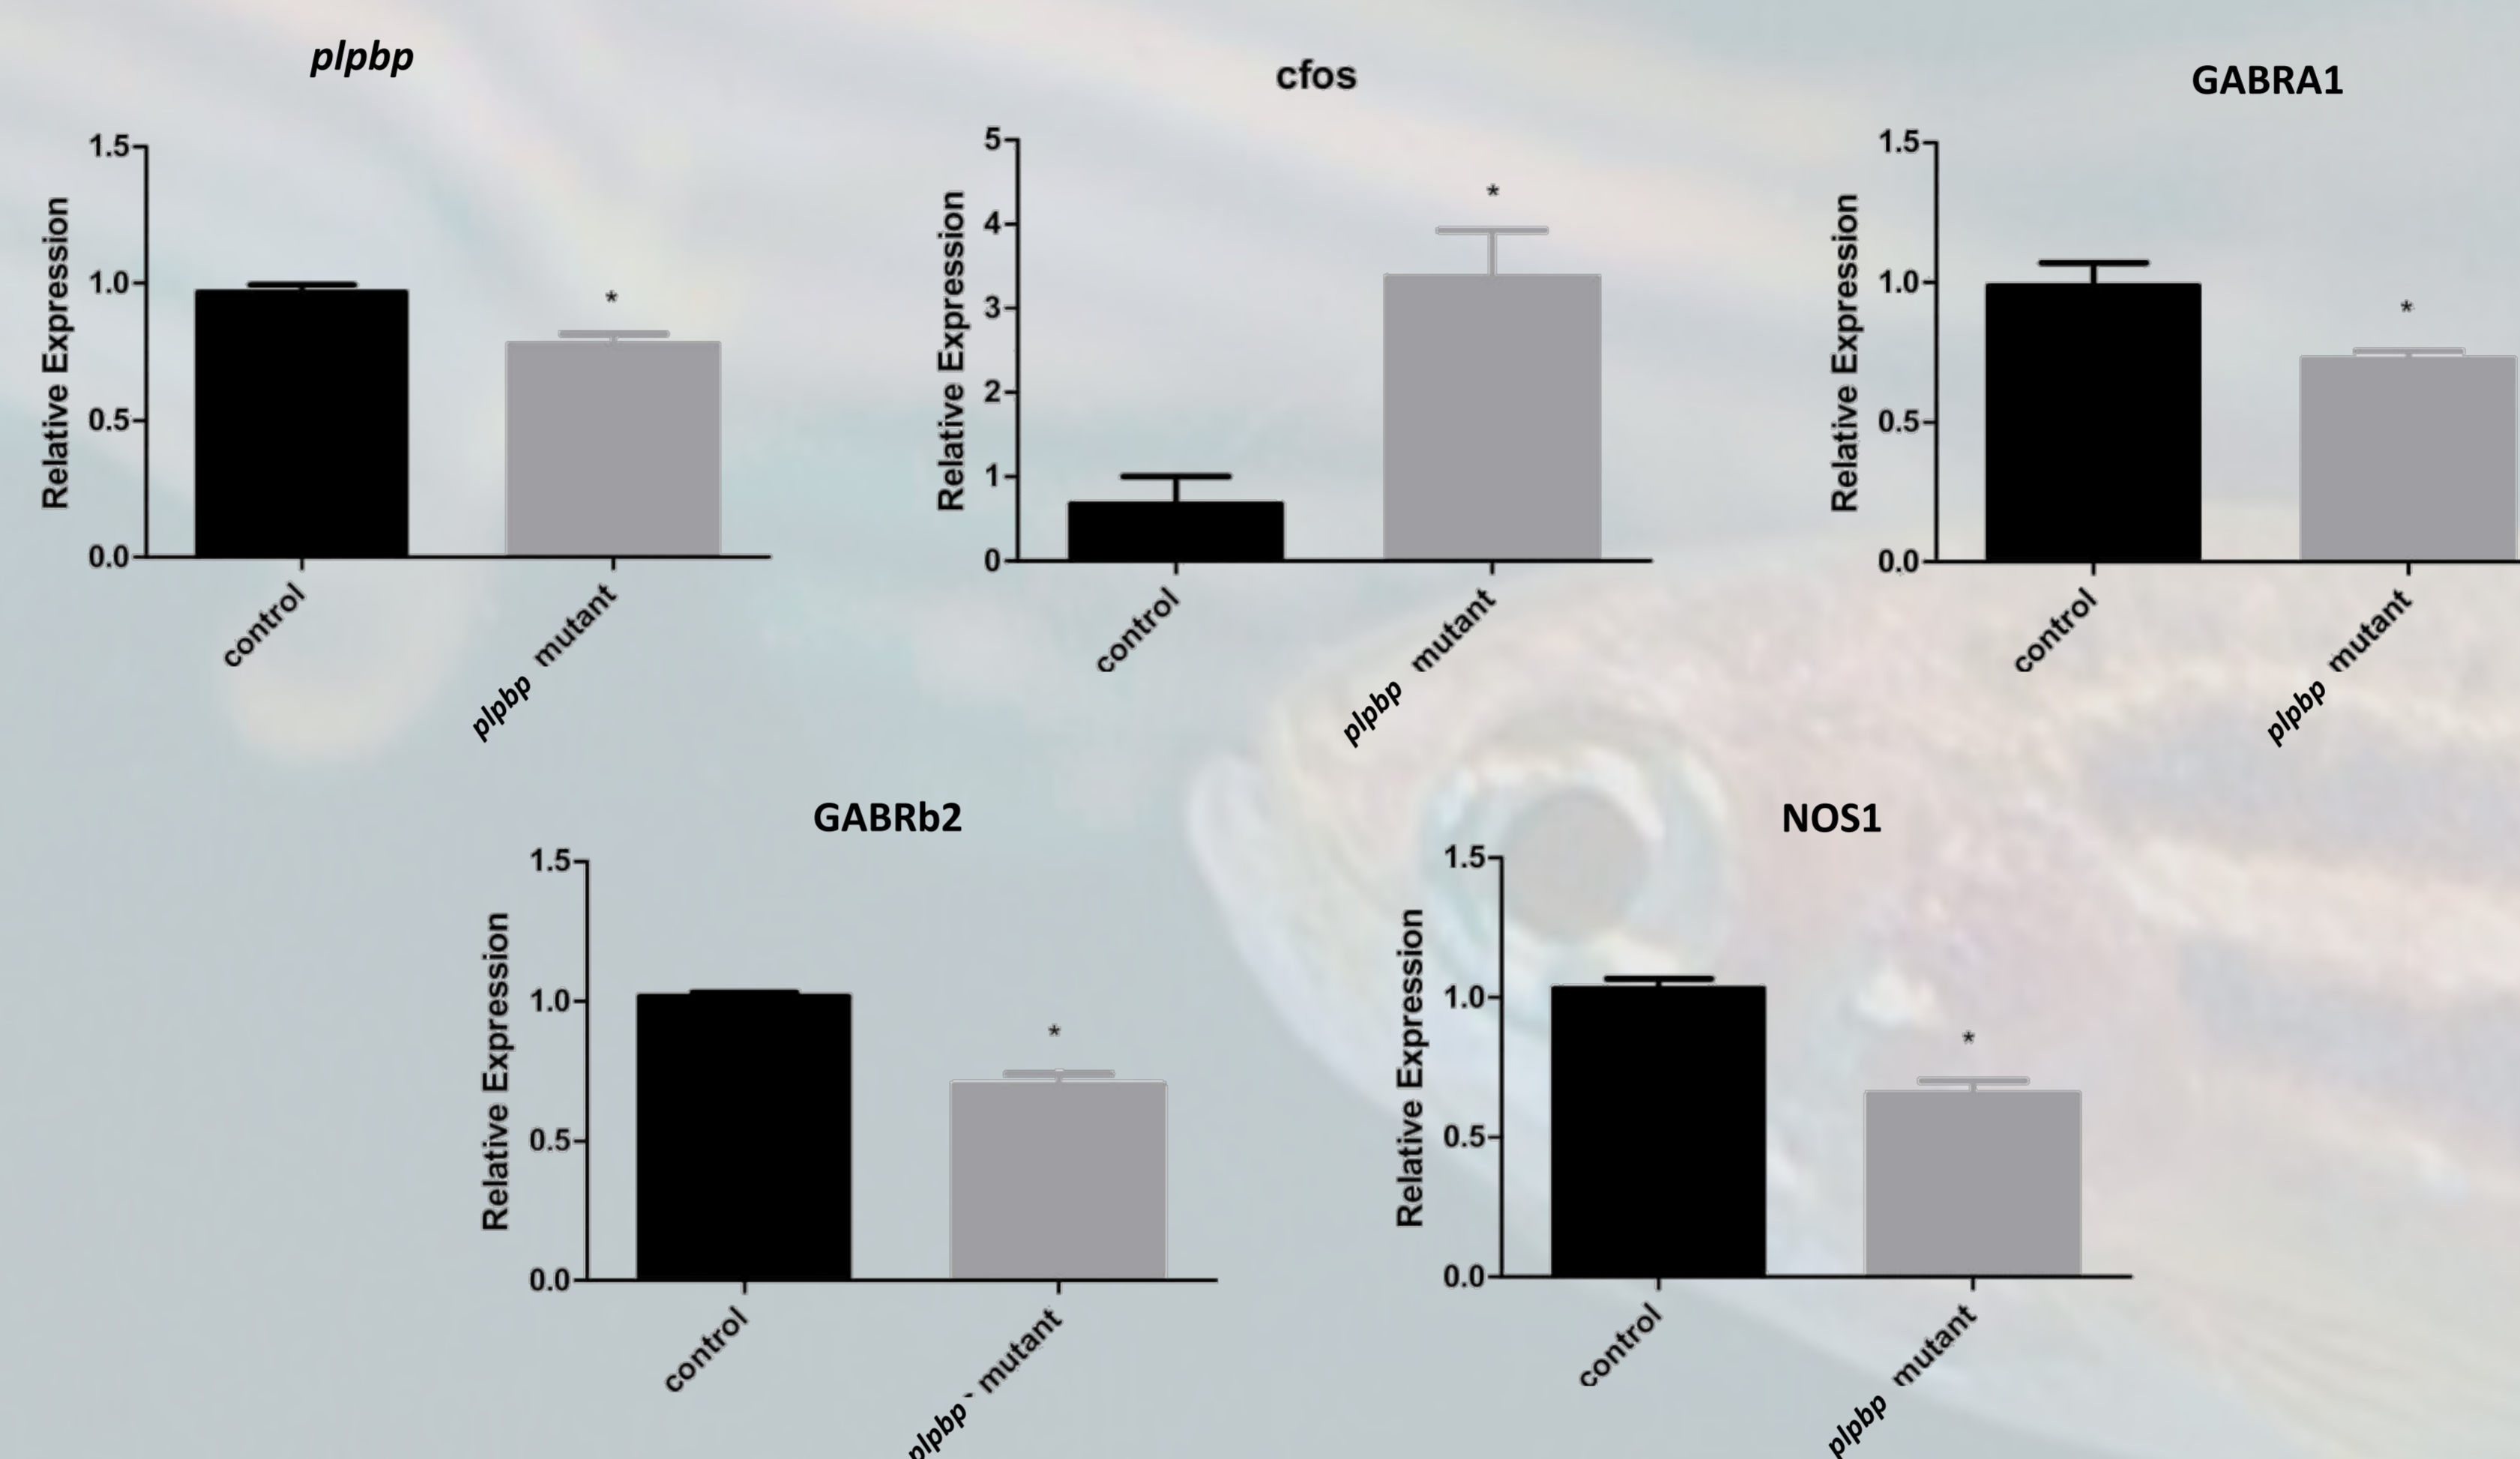 plpbp
Relative Expression
1.5
1.0
0.5
0.0
*
control
plpbp mutant
cfos
Relative Expression
5
4
3
2
1
0
*
control
plpbp mutant
GABRA1
Relative Expression
1.5
1.0
0.5
0.0
*
control
plpbp mutant
GABRb2
Relative Expression
1.5
1.0
0.5
0.0
*
control
plpbp mutant
NOS1
Relative Expression
1.5
1.0
0.5
0.0
*
control
plpbp mutant